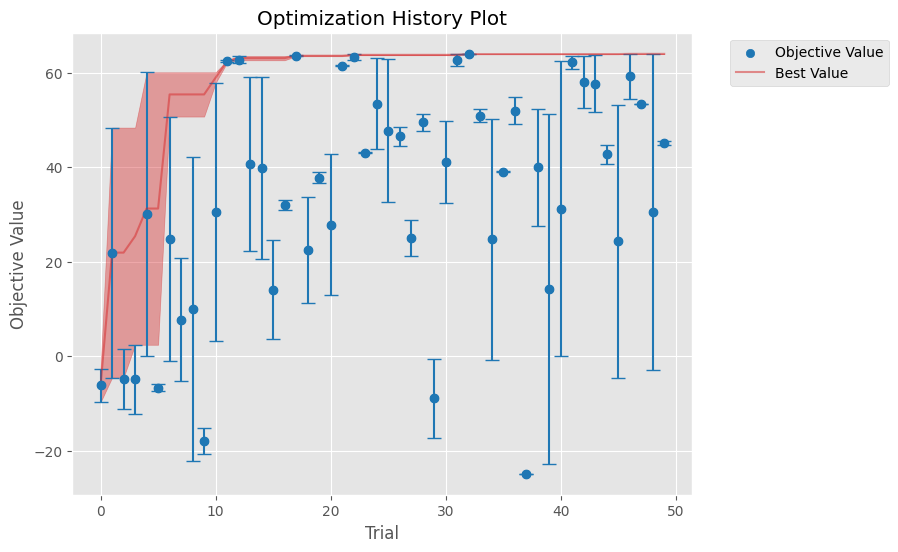 Optimization History Plot
Objective Value
Best Value
60
40
20
0
−20
Objective Value
0 10 20 30 40 50
Trial